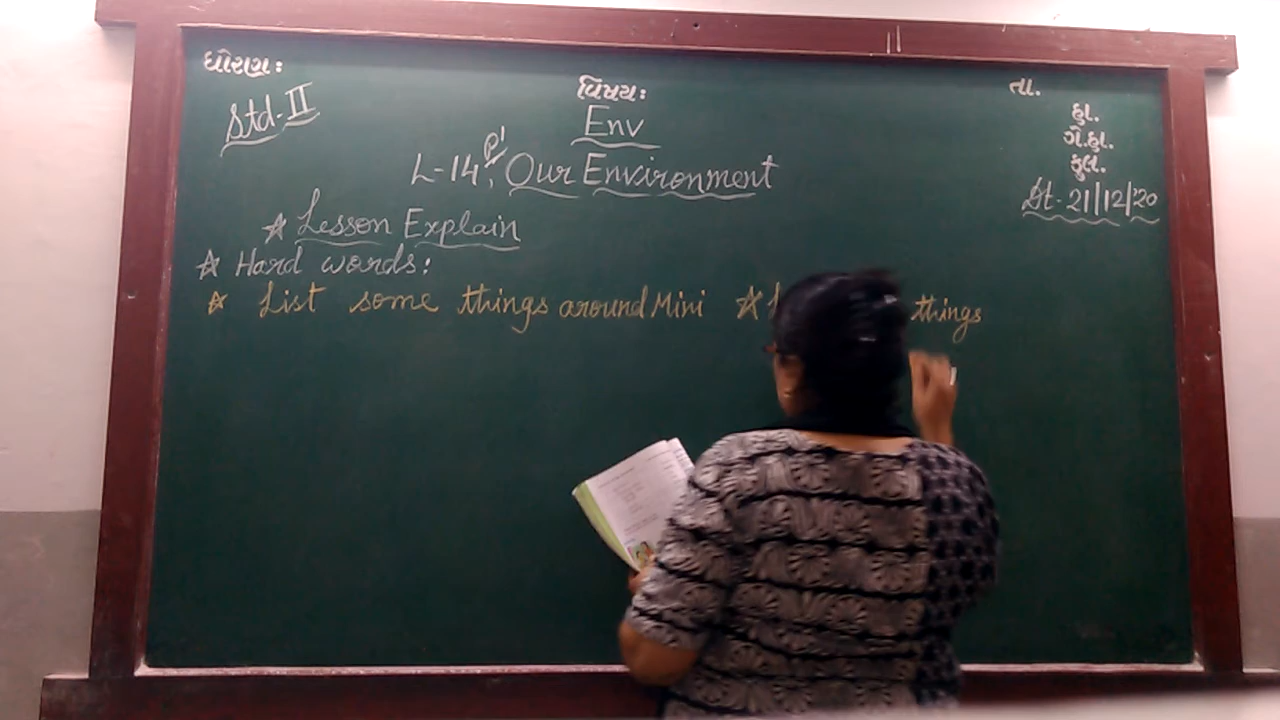 ધોરણ:
Std-II
વિષય:
Env
તા.
હા.
ગે.હા.
કુલ.
Dt-21/12/20
L-14, P1 Our Environment
☆ Lesson Explain
☆ Hard words:
☆ List some things around Mini ☆ things